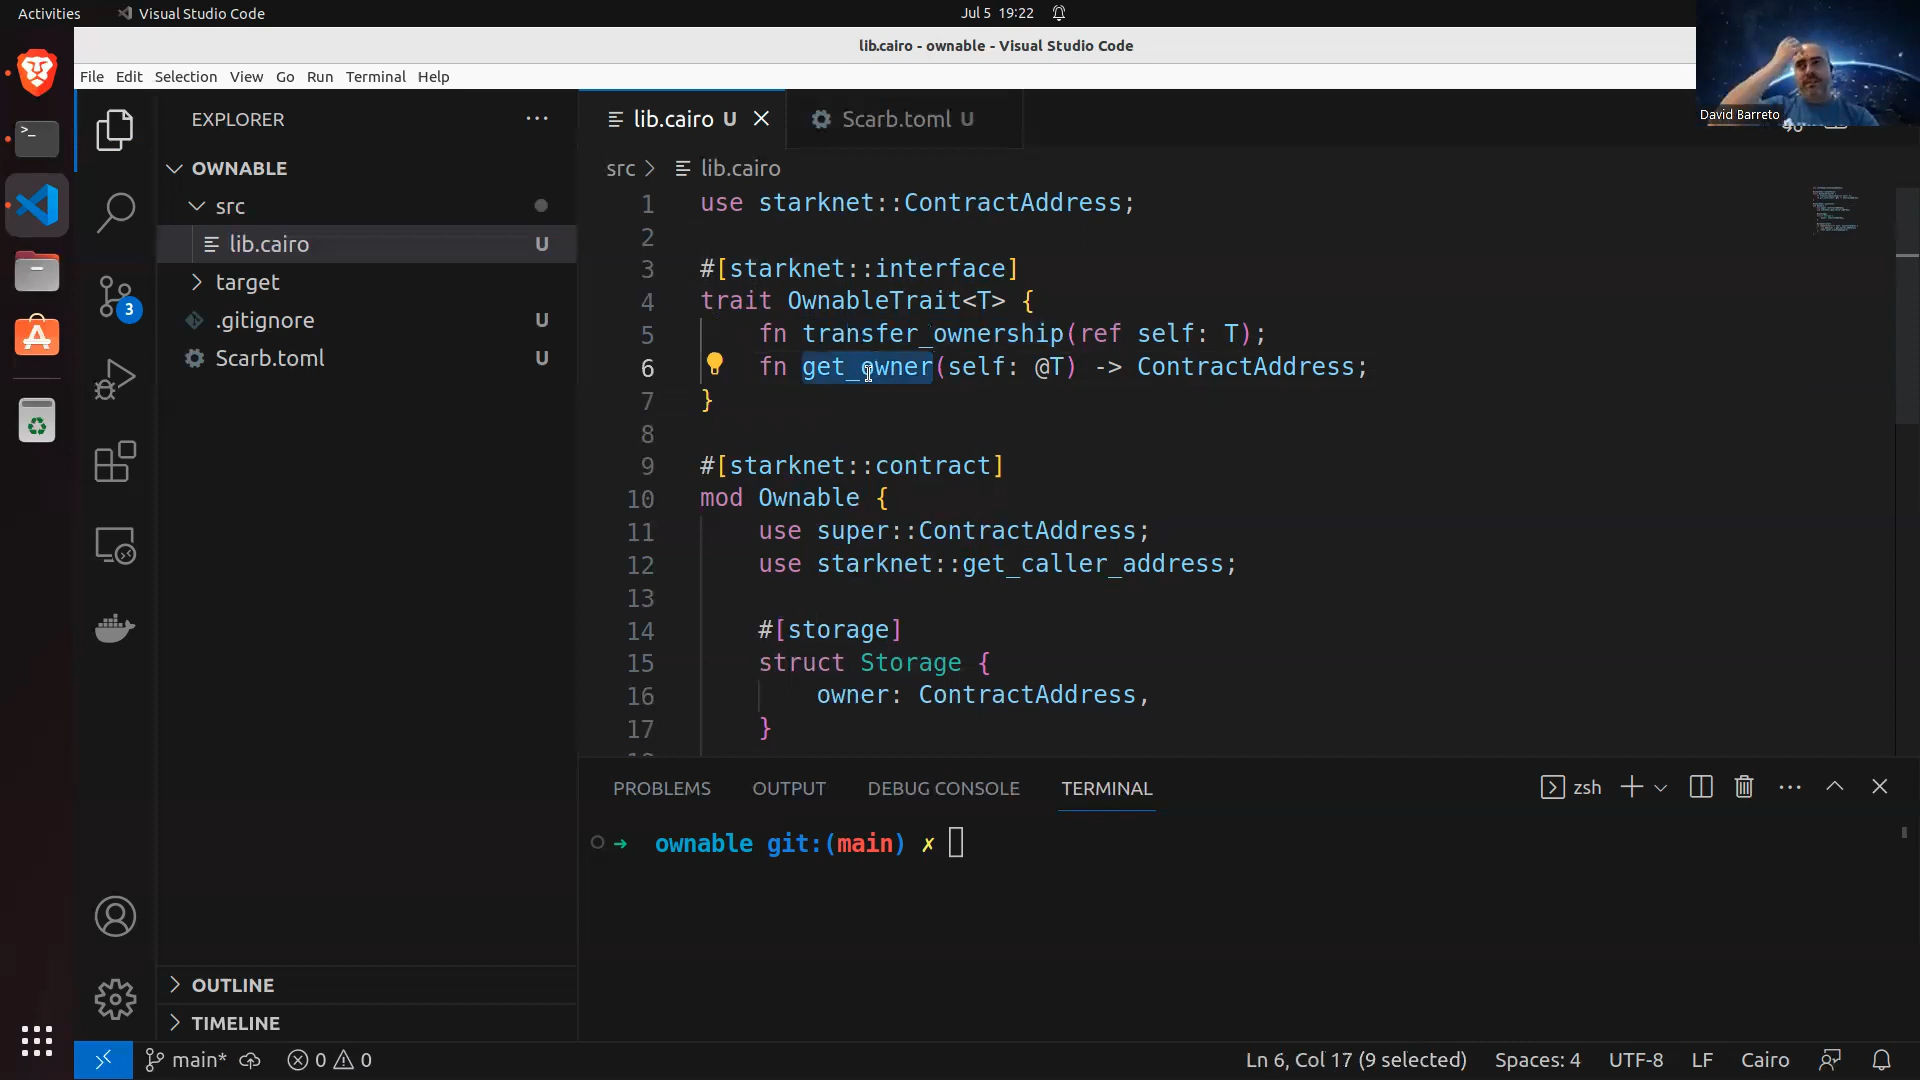 Activities
Visual Studio Code
Jul 5 19:22
lib.cairo - ownable - Visual Studio Code
File Edit Selection View Go Run Terminal Help
David Barreto
EXPLORER
OWNABLE
src
lib.cairo U
target
.gitignore U
Scarb.toml U
3
OUTLINE
TIMELINE
lib.cairo U
Scarb.toml U
src > lib.cairo
1 use starknet::ContractAddress;
2
3 #[starknet::interface]
4 trait OwnableTrait<T> {
5 fn transfer_ownership(ref self: T);
6 fn get_owner(self: @T) -> ContractAddress;
7 }
8
9 #[starknet::contract]
10 mod Ownable {
11 use super::ContractAddress;
12 use starknet::get_caller_address;
13
14 #[storage]
15 struct Storage {
16 owner: ContractAddress,
17 }
PROBLEMS OUTPUT DEBUG CONSOLE TERMINAL
zsh
➜ ownable git:(main) ✗
main* 0 0
Ln 6, Col 17 (9 selected) Spaces: 4 UTF-8 LF Cairo